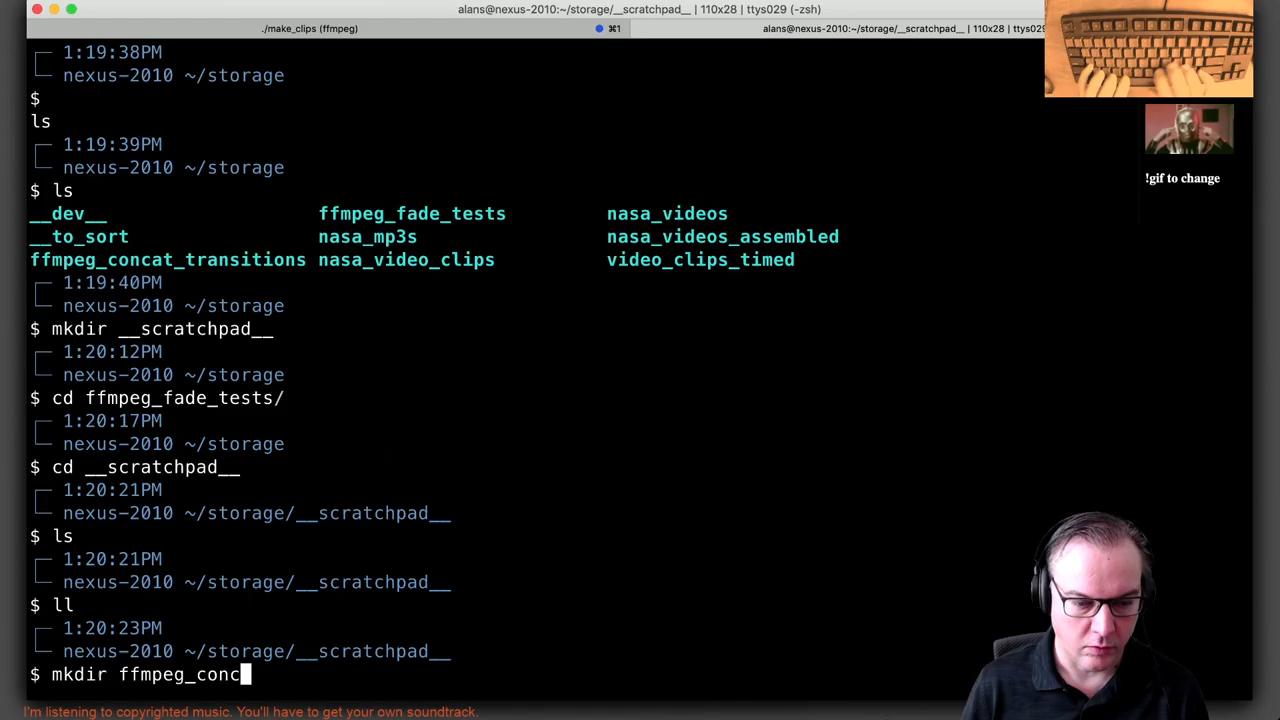 alans@nexus-2010:~/storage/__scratchpad__ | 110x28 | ttys029 (-zsh)
./make_clips (ffmpeg)
⌘1
alans@nexus-2010:~/storage/__scratchpad__ | 110x28 | ttys029
1:19:38PM
nexus-2010 ~/storage
$
ls
1:19:39PM
nexus-2010 ~/storage
$ ls
__dev__ ffmpeg_fade_tests nasa_videos
__to_sort nasa_mp3s nasa_videos_assembled
ffmpeg_concat_transitions nasa_video_clips video_clips_timed
1:19:40PM
nexus-2010 ~/storage
$ mkdir __scratchpad__
1:20:12PM
nexus-2010 ~/storage
$ cd ffmpeg_fade_tests/
1:20:17PM
nexus-2010 ~/storage
$ cd __scratchpad__
1:20:21PM
nexus-2010 ~/storage/__scratchpad__
$ ls
1:20:21PM
nexus-2010 ~/storage/__scratchpad__
$ ll
1:20:23PM
nexus-2010 ~/storage/__scratchpad__
$ mkdir ffmpeg_conc
!gif to change
I'm listening to copyrighted music. You'll have to get your own soundtrack.